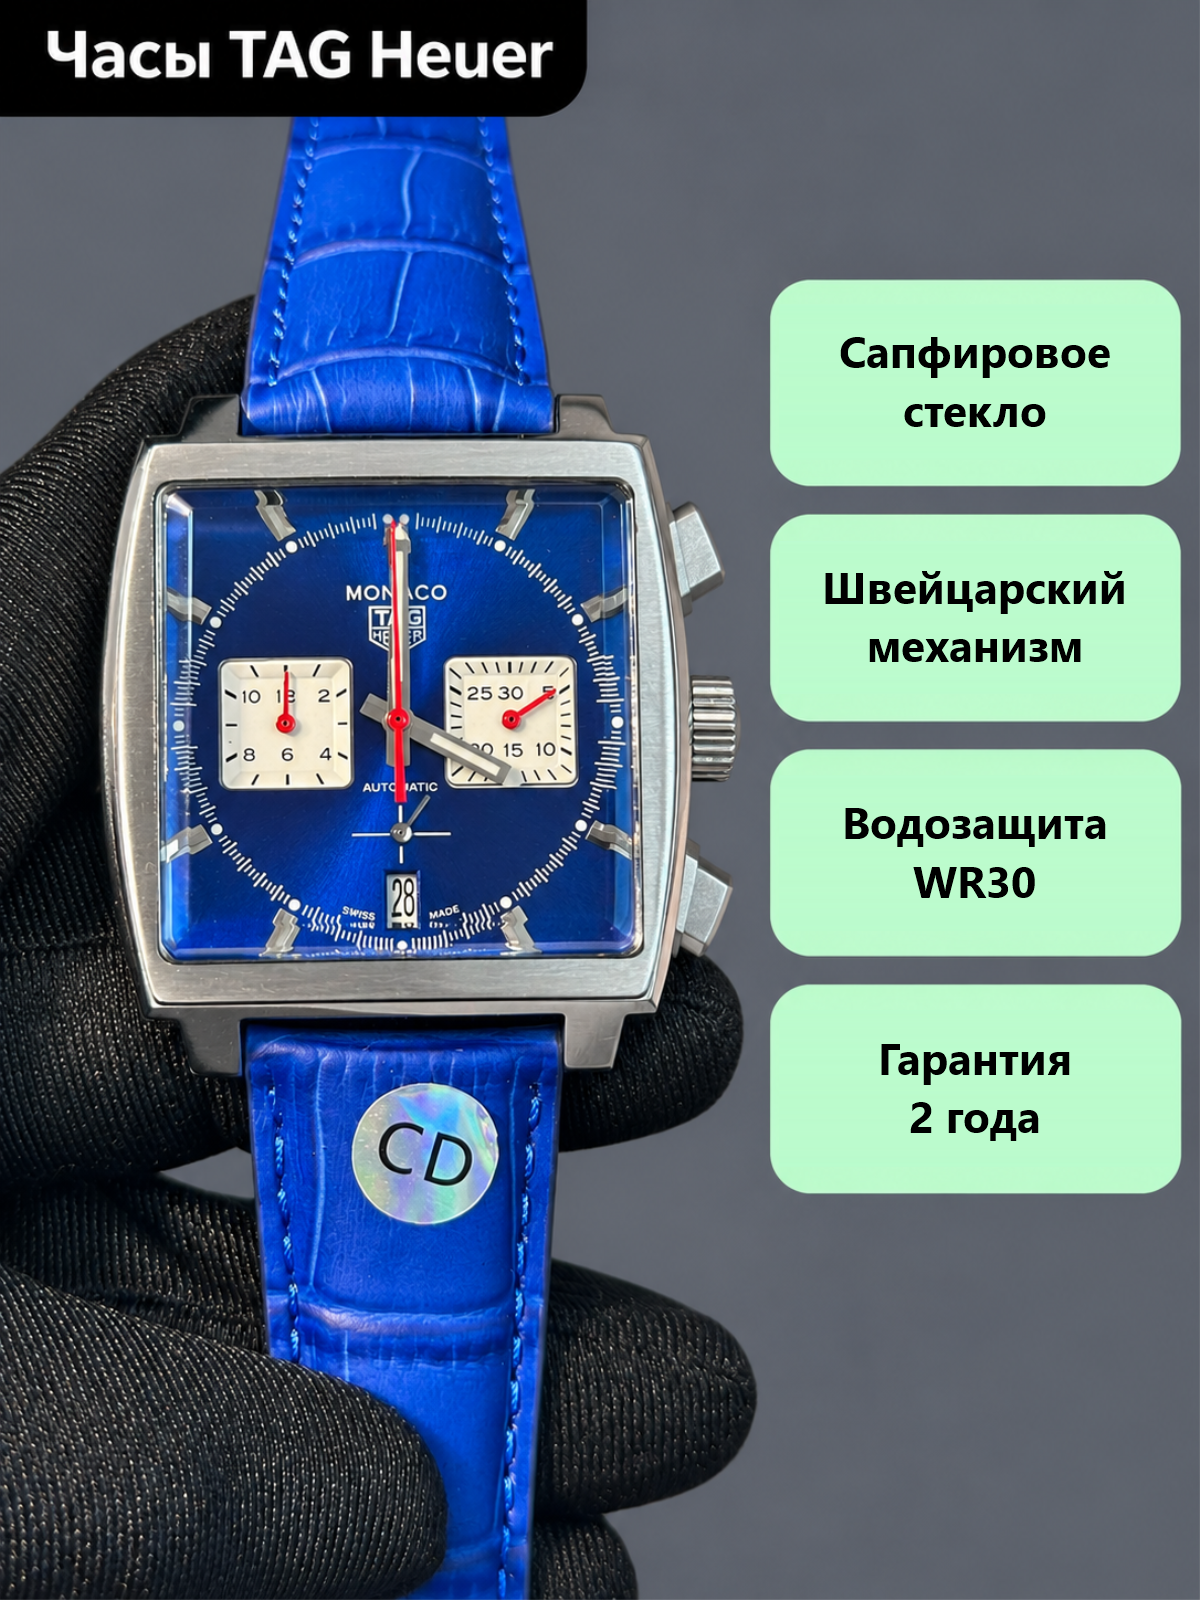 Часы TAG Heuer
Сапфировое
стекло
Швейцарский
механизм
Водозащита
WR30
Гарантия
2 года
MONACO
TAG
HEUER
10 2
8 6 4
25 30 5
20 15 10
AUTOMATIC
28
SWISS MADE
CD